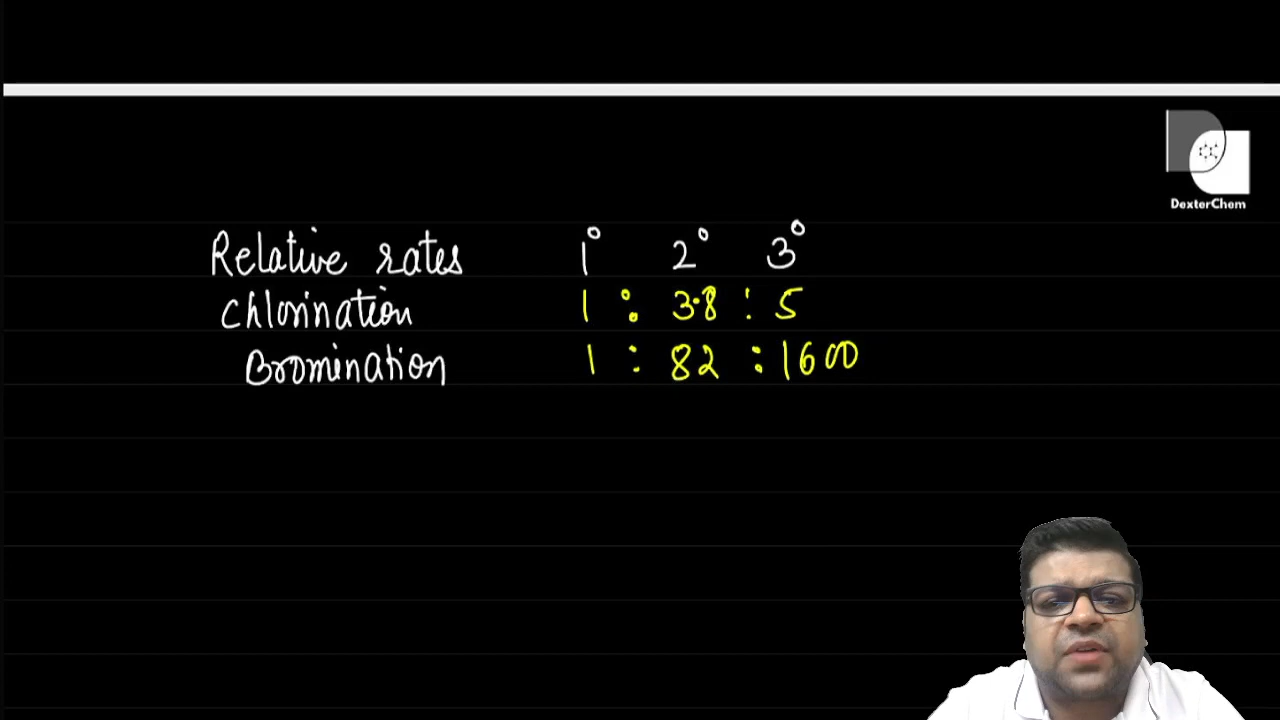 DexterChem
Relative rates 1° 2° 3°
Chlorination 1 : 3.8 : 5
Bromination 1 : 82 : 1600